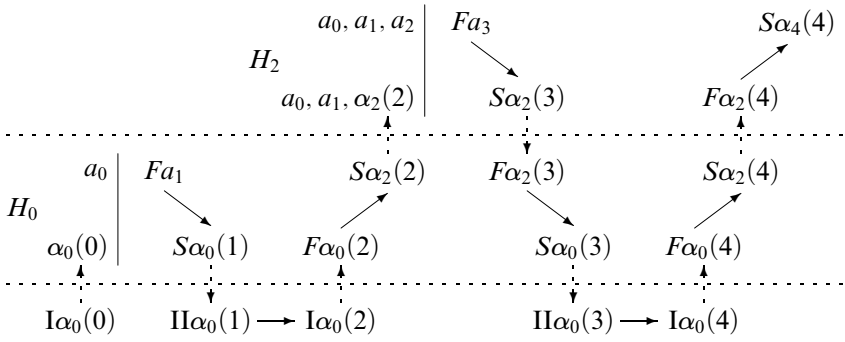 a₀, a₁, a₂ Fa₃ Sα₄(4)
H₂
a₀, a₁, α₂(2) Sα₂(3) Fα₂(4)
a₀ Fa₁ Sα₂(2) Fα₂(3) Sα₂(4)
H₀
α₀(0) Sα₀(1) Fα₀(2) Sα₀(3) Fα₀(4)
Iα₀(0) IIα₀(1) Iα₀(2) IIα₀(3) Iα₀(4)